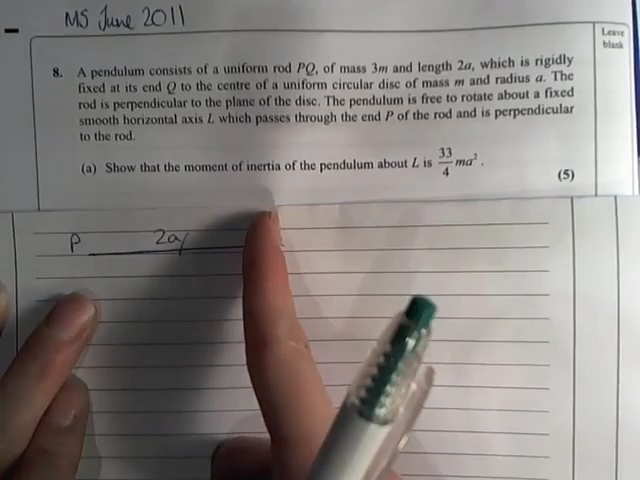 MS June 2011
Leave
blank
8. A pendulum consists of a uniform rod PQ, of mass 3m and length 2a, which is rigidly
fixed at its end Q to the centre of a uniform circular disc of mass m and radius a. The
rod is perpendicular to the plane of the disc. The pendulum is free to rotate about a fixed
smooth horizontal axis L which passes through the end P of the rod and is perpendicular
to the rod.
(a) Show that the moment of inertia of the pendulum about L is 33/4 ma².
(5)
P 2a